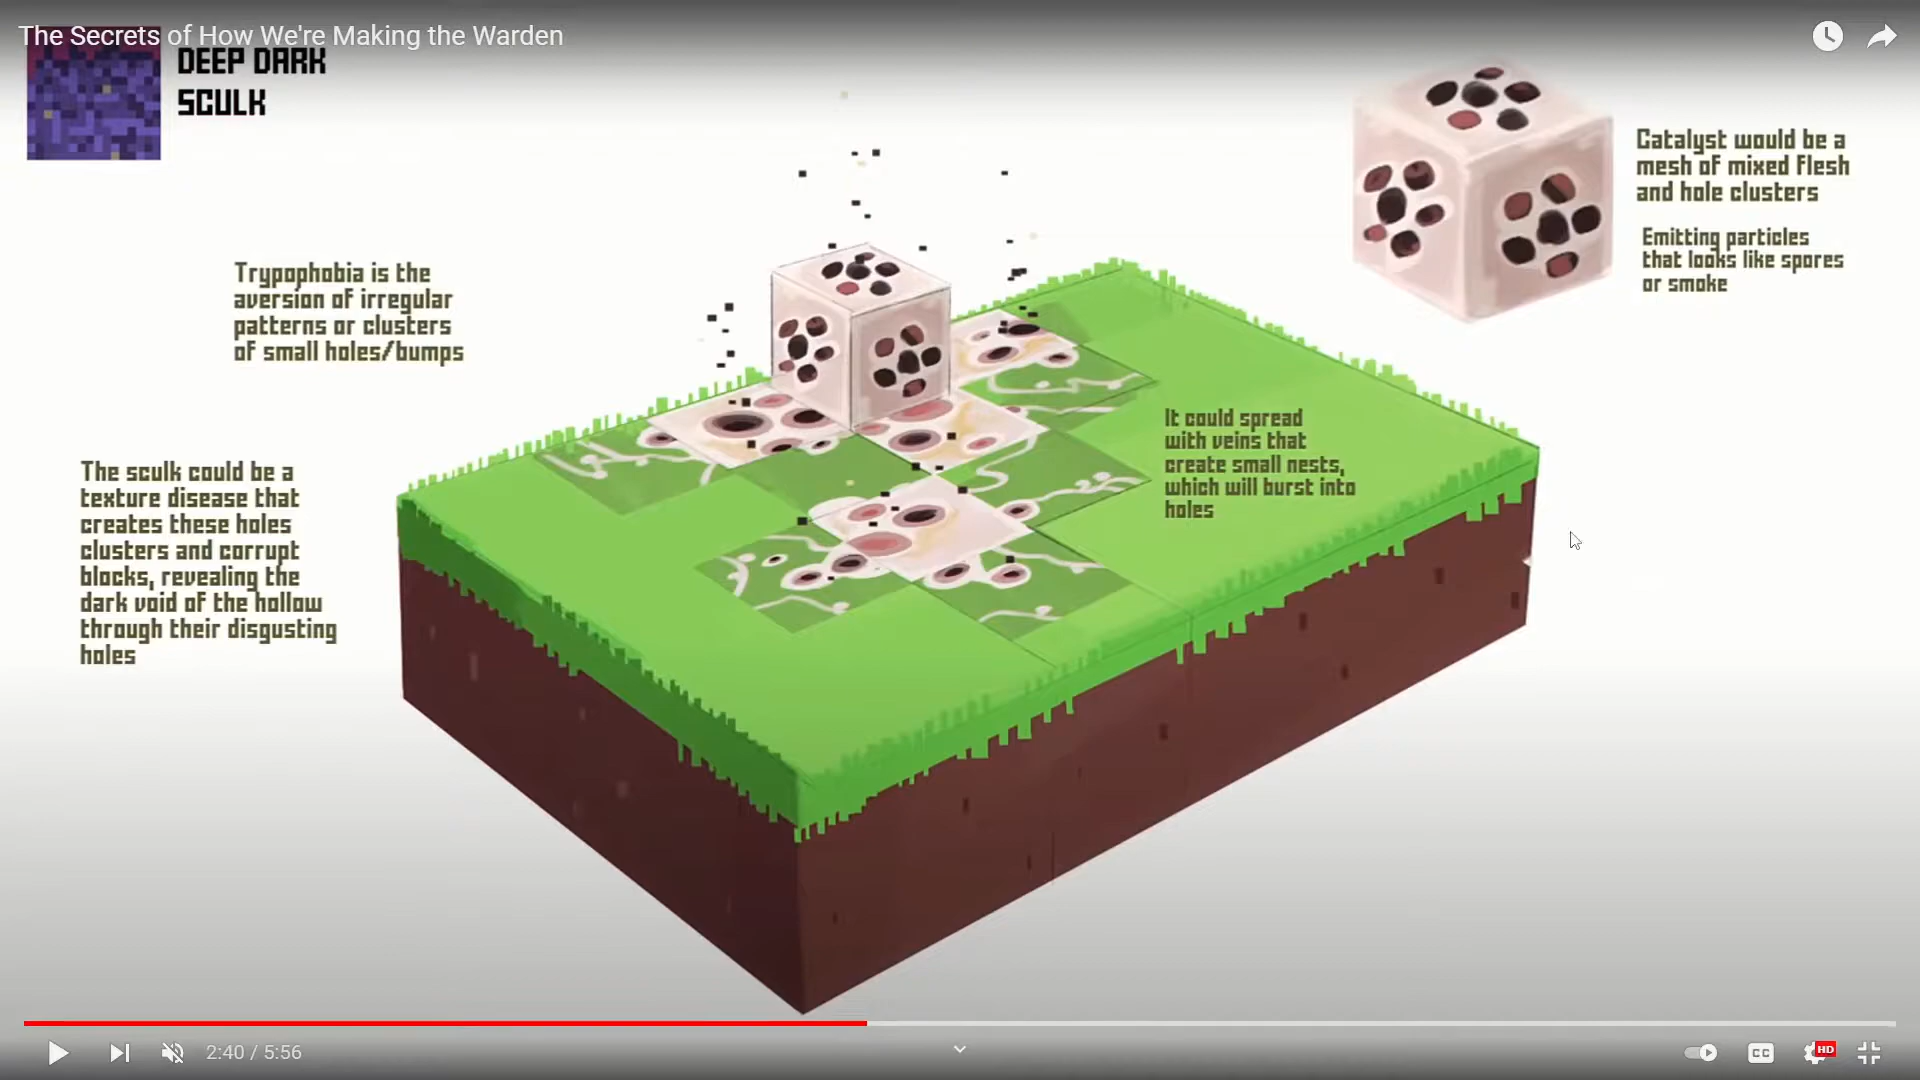 The Secrets of How We're Making the Warden
DEEP DARK
SCULK
Trypophobia is the
aversion of irregular
patterns or clusters
of small holes/bumps
The sculk could be a
texture disease that
creates these holes
clusters and corrupt
blocks, revealing the
dark void of the hollow
through their disgusting
holes
It could spread
with veins that
create small nests,
which will burst into
holes
Catalyst would be a
mesh of mixed flesh
and hole clusters
Emitting particles
that looks like spores
or smoke
2:40 / 5:56
CC
HD